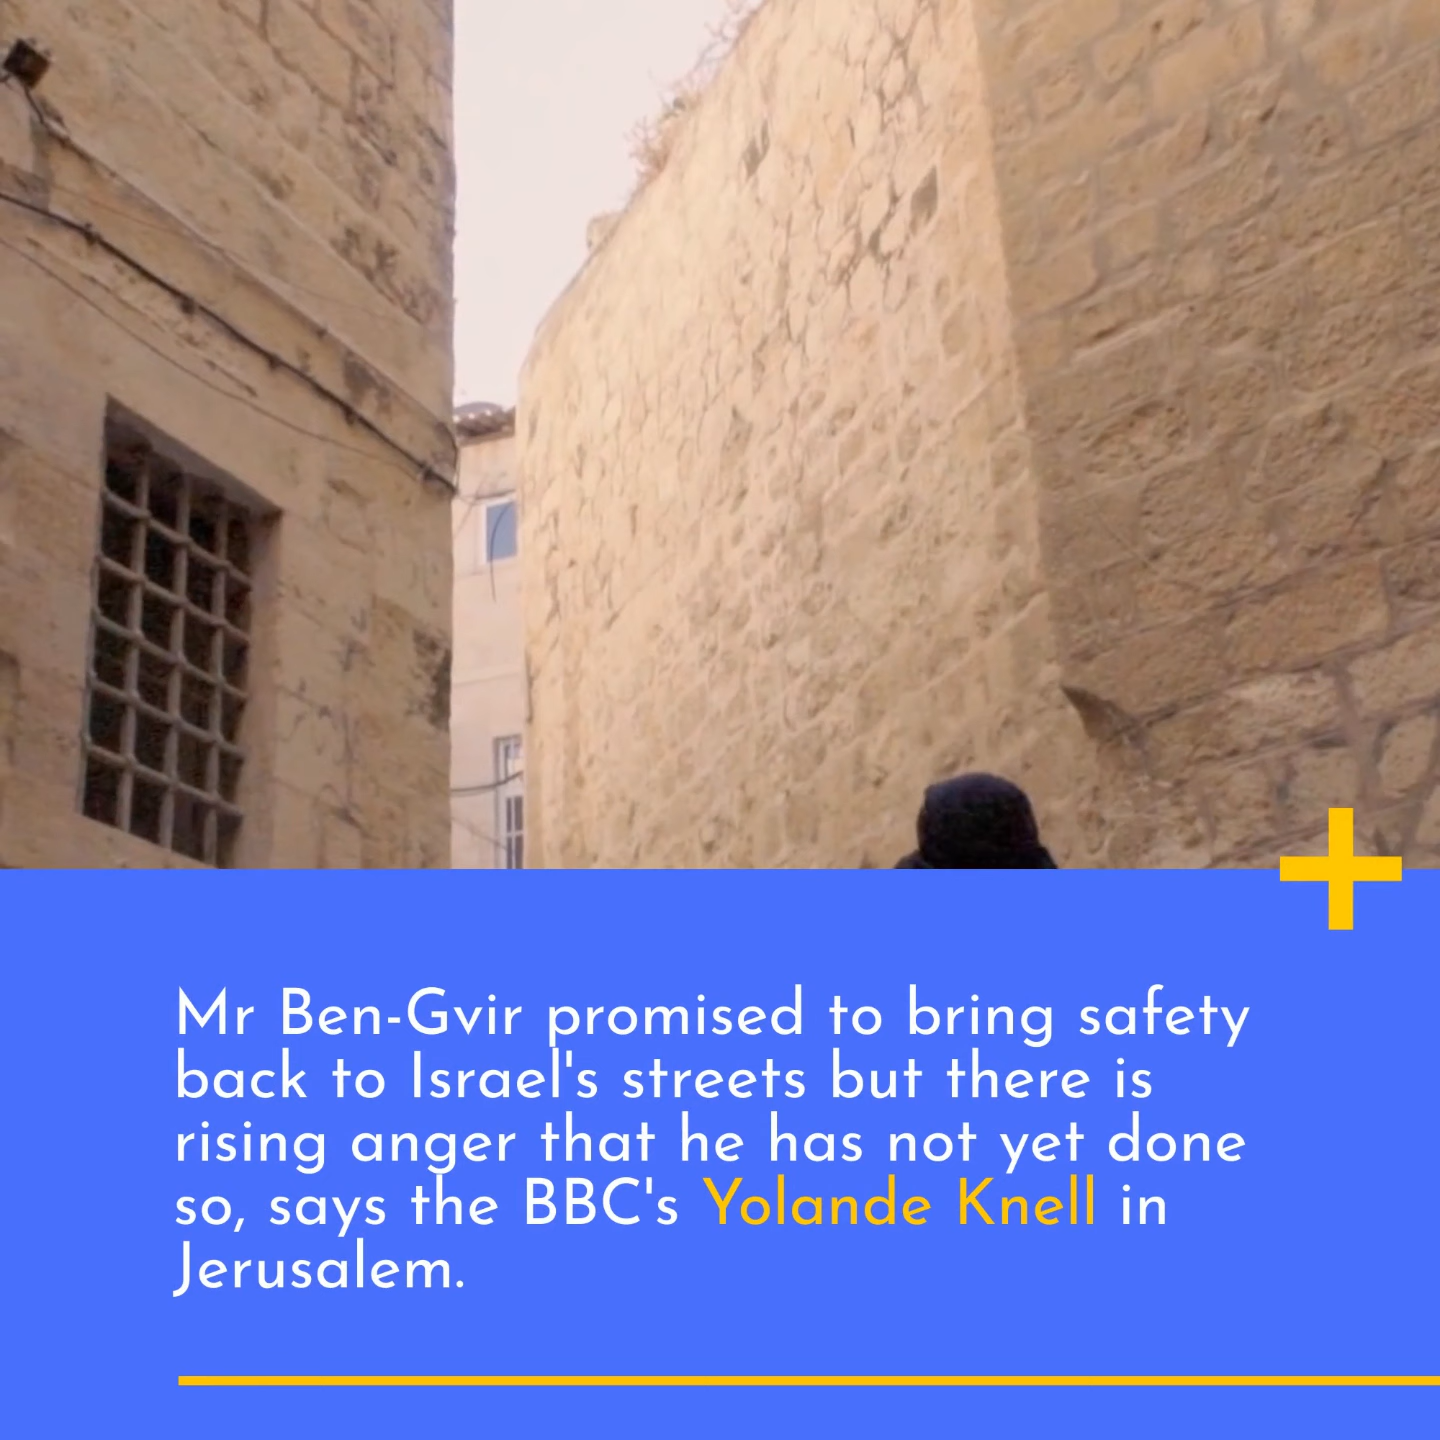 Mr Ben-Gvir promised to bring safety
back to Israel's streets but there is
rising anger that he has not yet done
so, says the BBC's Yolande Knell in
Jerusalem.